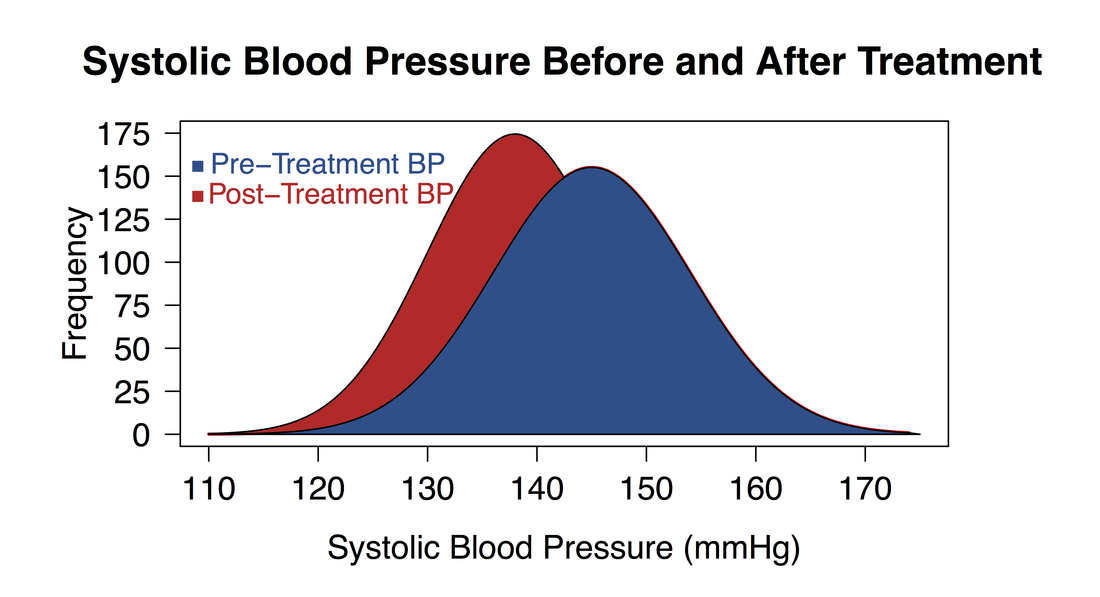 Systolic Blood Pressure Before and After Treatment
Pre–Treatment BP
Post–Treatment BP
Frequency
175
150
125
100
75
50
25
0
110 120 130 140 150 160 170
Systolic Blood Pressure (mmHg)